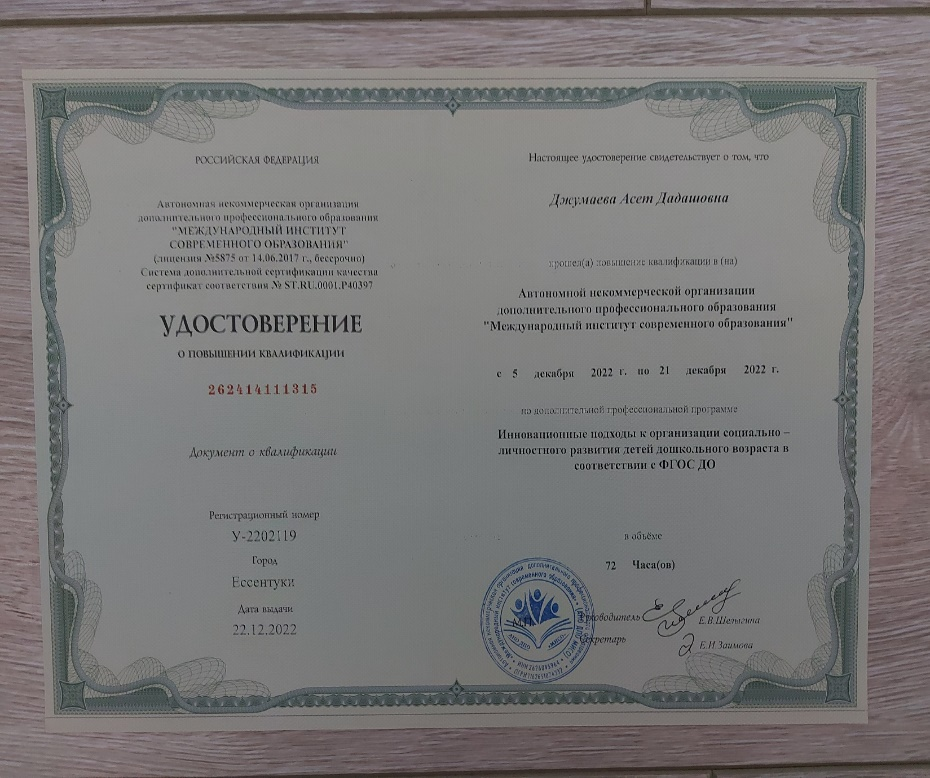 РОССИЙСКАЯ ФЕДЕРАЦИЯ
Автономная некоммерческая организация
дополнительного профессионального образования
"МЕЖДУНАРОДНЫЙ ИНСТИТУТ
СОВРЕМЕННОГО ОБРАЗОВАНИЯ"
(лицензия №5875 от 14.06.2017 г., бессрочно)
Система дополнительной сертификации качества
сертификат соответствия № ST.RU.0001.P40397
УДОСТОВЕРЕНИЕ
О ПОВЫШЕНИИ КВАЛИФИКАЦИИ
262414111315
Документ о квалификации
Регистрационный номер
У-2202119
Город
Ессентуки
Дата выдачи
22.12.2022
Настоящее удостоверение свидетельствует о том, что
Джумаева Асет Дадашовна
прошел(а) повышение квалификации в (на)
Автономной некоммерческой организации
дополнительного профессионального образования
"Международный институт современного образования"
с 5 декабря 2022 г. по 21 декабря 2022 г.
по дополнительной профессиональной программе
Инновационные подходы к организации социально –
личностного развития детей дошкольного возраста в
соответствии с ФГОС ДО
в объёме
72 Часа(ов)
М.П.
Руководитель Е.В.Шепыгина
Секретарь Е.И Заимова